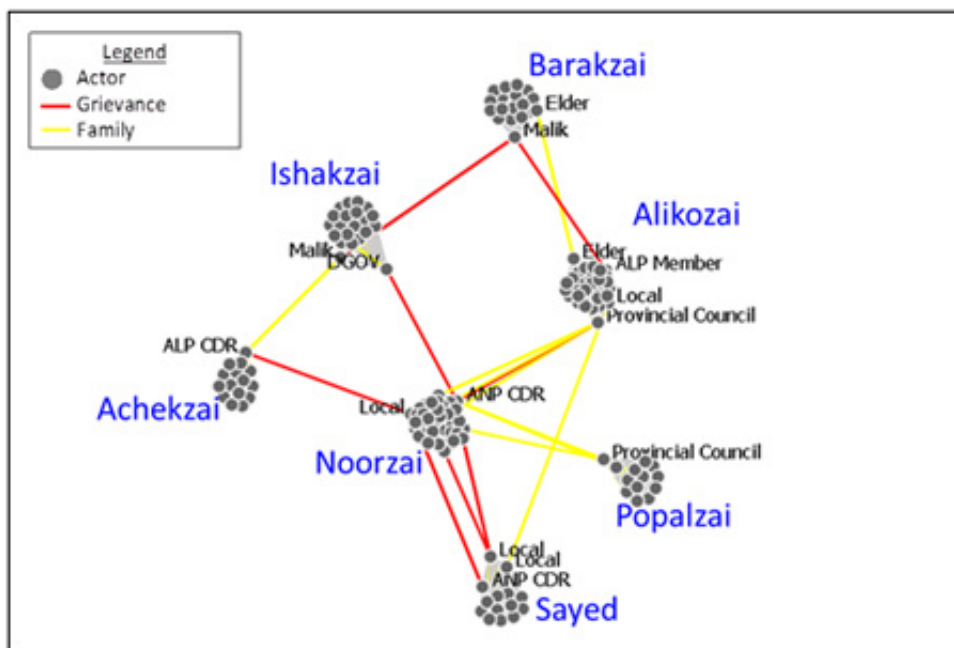 Legend
Actor
Grievance
Family
Barakzai
Elder
Malik
Ishakzai
Malik
DGOV
Alikozai
Elder
ALP Member
Local
Provincial Council
ALP CDR
Achekzai
ANP CDR
Local
Noorzai
Provincial Council
Popalzai
Local
Local
ANP CDR
Sayed